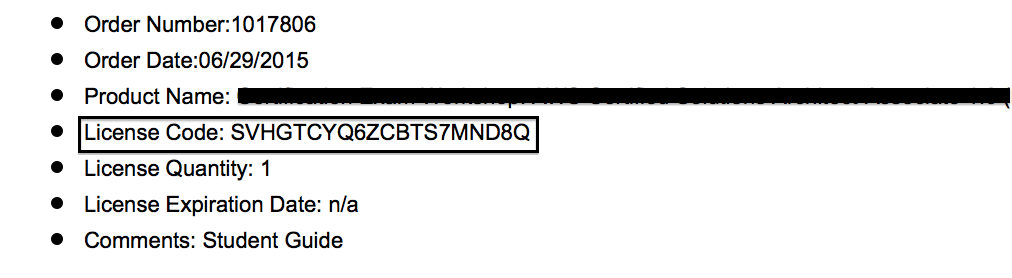 Order Number:1017806
Order Date:06/29/2015
Product Name:
License Code: SVHGTCYQ6ZCBTS7MND8Q
License Quantity: 1
License Expiration Date: n/a
Comments: Student Guide